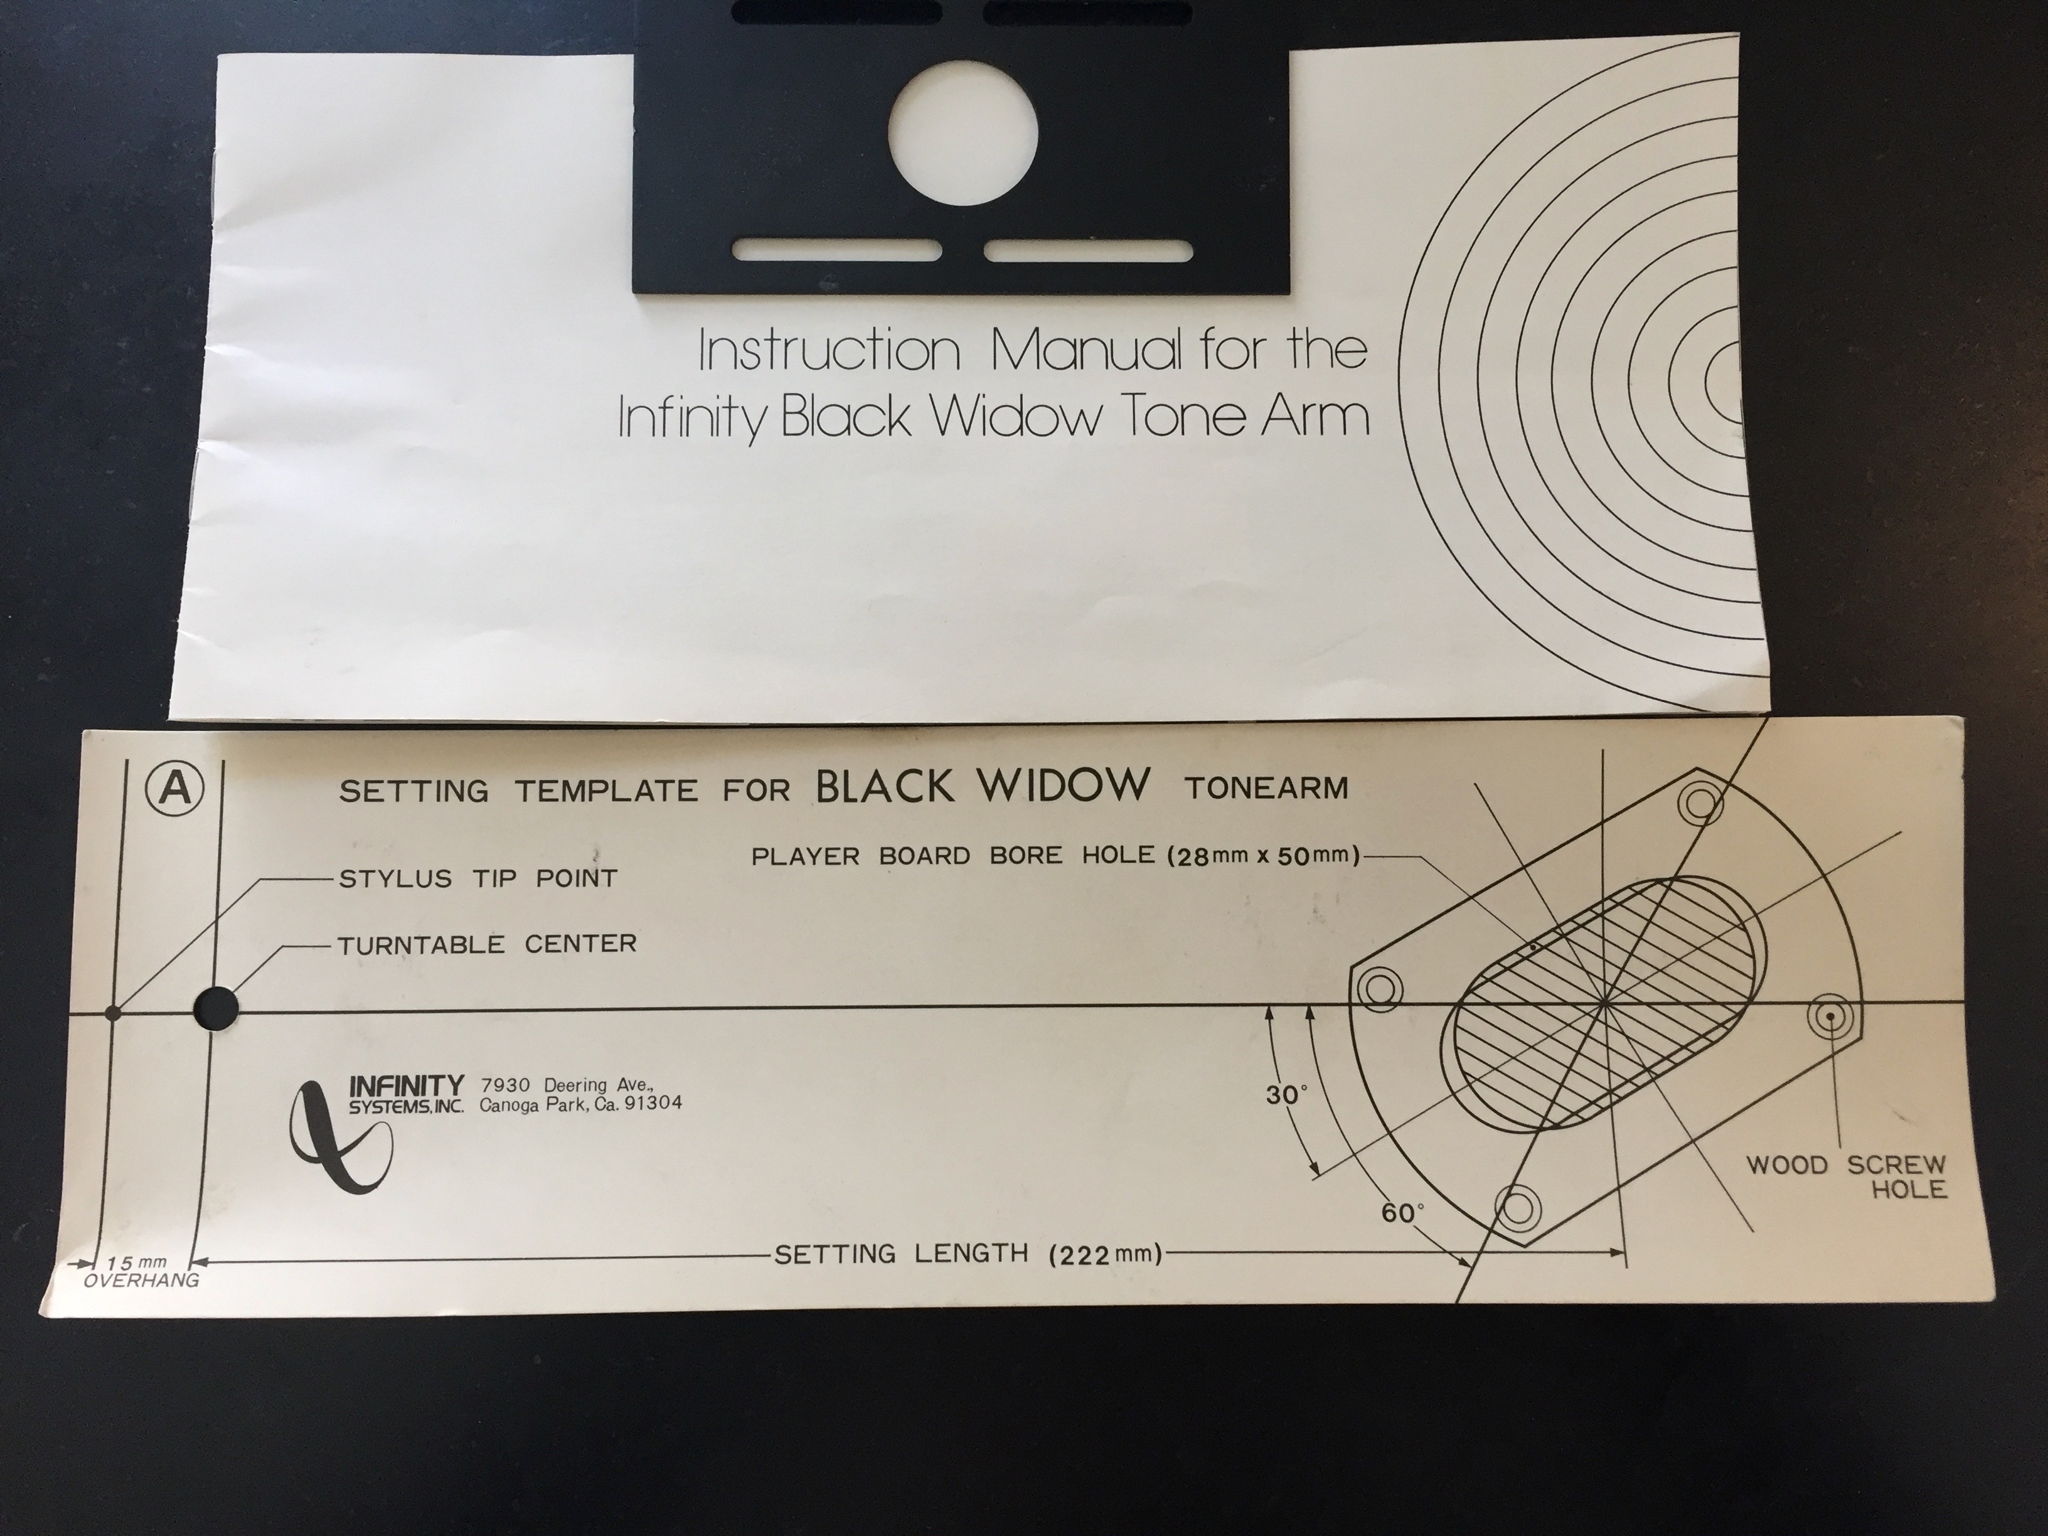 Instruction Manual for the
Infinity Black Widow Tone Arm
A
SETTING TEMPLATE FOR BLACK WIDOW TONEARM
PLAYER BOARD BORE HOLE (28mm x 50mm)
STYLUS TIP POINT
TURNTABLE CENTER
INFINITY
SYSTEMS, INC.
7930 Deering Ave.,
Canoga Park, Ca. 91304
30°
60°
WOOD SCREW
HOLE
15mm
OVERHANG
SETTING LENGTH (222mm)